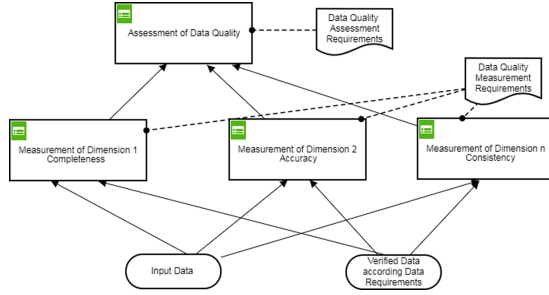 Assessment of Data Quality
Data Quality
Assessment
Requirements
Data Quality
Measurement
Requirements
Measurement of Dimension 1
Completeness
Measurement of Dimension 2
Accuracy
Measurement of Dimension n
Consistency
Input Data
Verified Data
according Data
Requirements